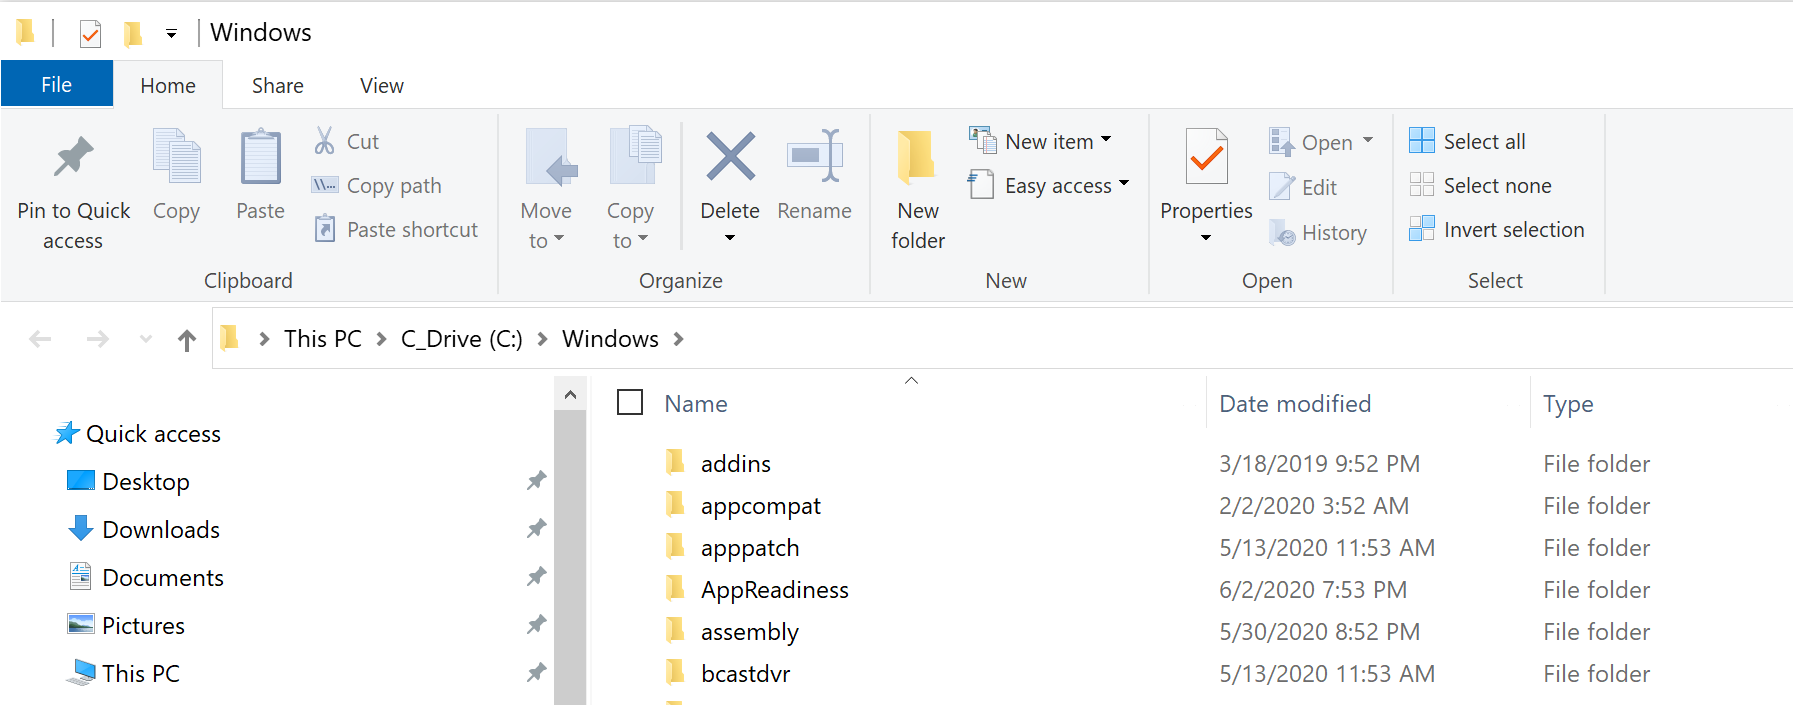 Windows
File Home Share View
Pin to Quick access
Copy
Paste
Cut
Copy path
Paste shortcut
Clipboard
Move to
Copy to
Delete
Rename
Organize
New folder
New item
Easy access
New
Properties
Open
Edit
History
Open
Select all
Select none
Invert selection
Select
This PC C_Drive (C:) Windows
Quick access
Desktop
Downloads
Documents
Pictures
This PC
Name Date modified Type
addins 3/18/2019 9:52 PM File folder
appcompat 2/2/2020 3:52 AM File folder
apppatch 5/13/2020 11:53 AM File folder
AppReadiness 6/2/2020 7:53 PM File folder
assembly 5/30/2020 8:52 PM File folder
bcastdvr 5/13/2020 11:53 AM File folder